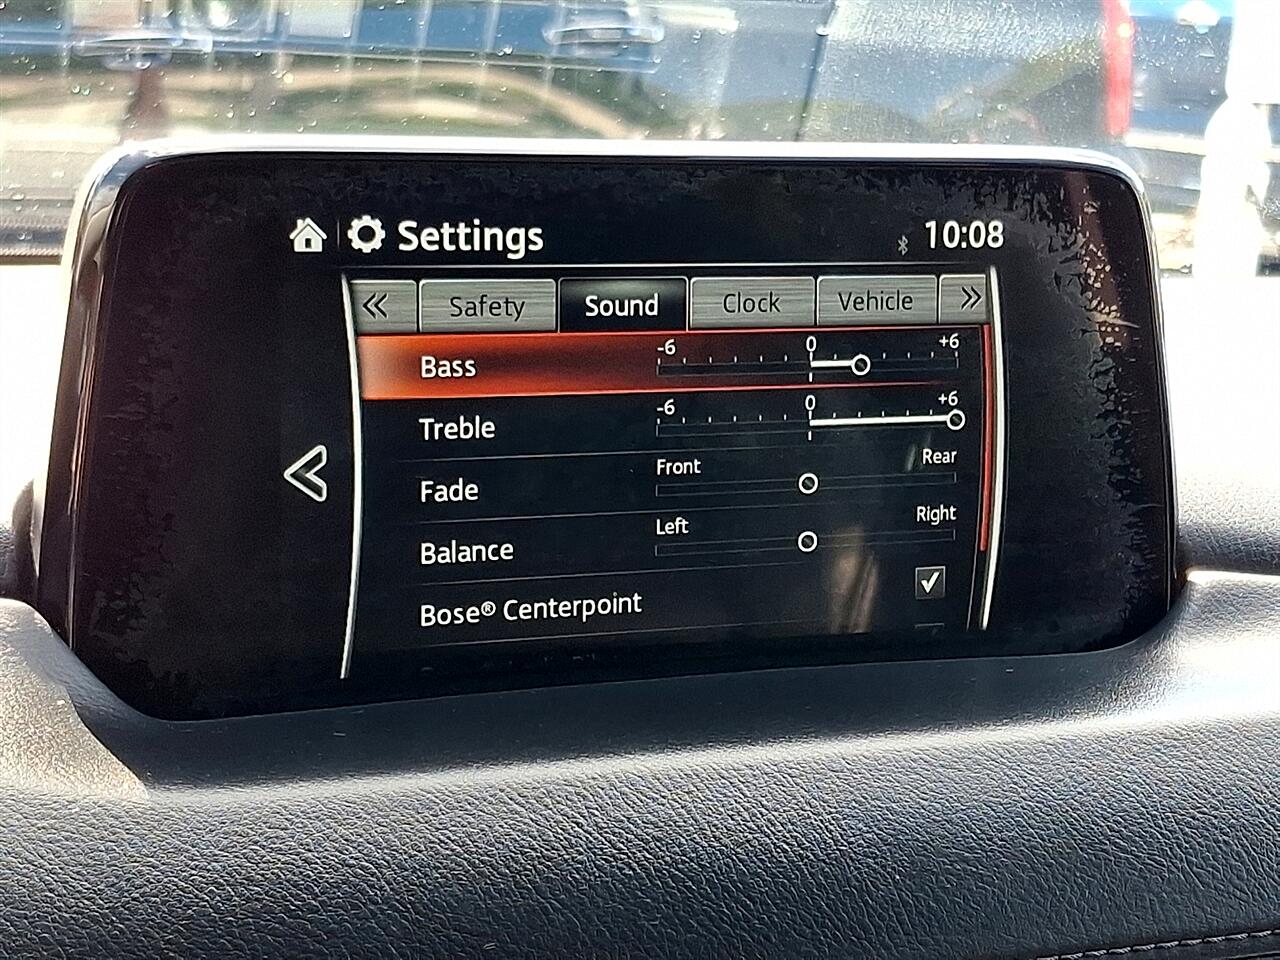 Settings 10:08
Safety Sound Clock Vehicle
Bass -6 0 +6
Treble -6 0 +6
Fade Front Rear
Balance Left Right
Bose® Centerpoint